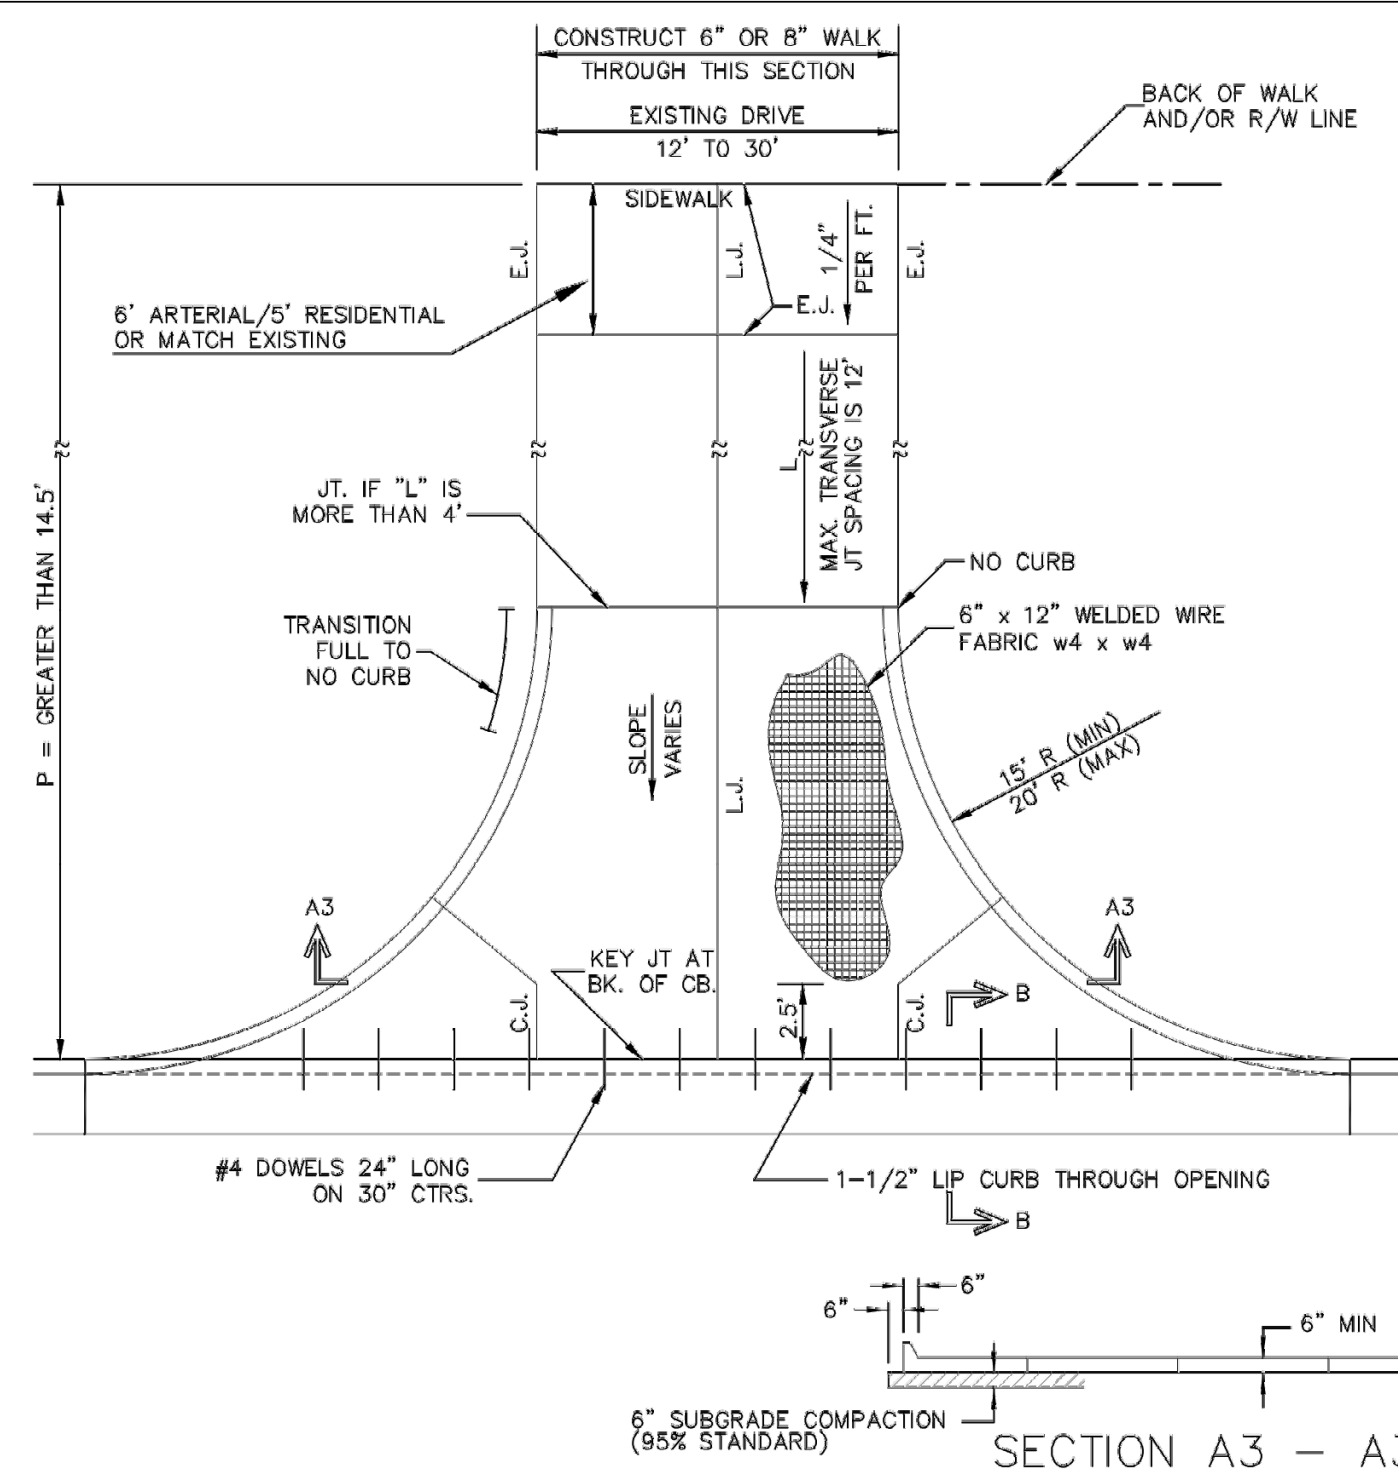 CONSTRUCT 6" OR 8" WALK
THROUGH THIS SECTION
EXISTING DRIVE
12' TO 30'
BACK OF WALK
AND/OR R/W LINE
SIDEWALK
E.J.
L.J.
1/4"
PER FT.
E.J.
E.J.
6' ARTERIAL/5' RESIDENTIAL
OR MATCH EXISTING
L
MAX. TRANSVERSE
JT SPACING IS 12'
JT. IF "L" IS
MORE THAN 4'
P = GREATER THAN 14.5'
NO CURB
6" x 12" WELDED WIRE
FABRIC w4 x w4
TRANSITION
FULL TO
NO CURB
SLOPE
VARIES
L.J.
15' R (MIN)
20' R (MAX)
A3
A3
KEY JT AT
BK. OF CB.
C.J.
2.5'
C.J.
B
#4 DOWELS 24" LONG
ON 30" CTRS.
1-1/2" LIP CURB THROUGH OPENING
B
6"
6"
6" MIN
6" SUBGRADE COMPACTION
(95% STANDARD)
SECTION A3 - A3